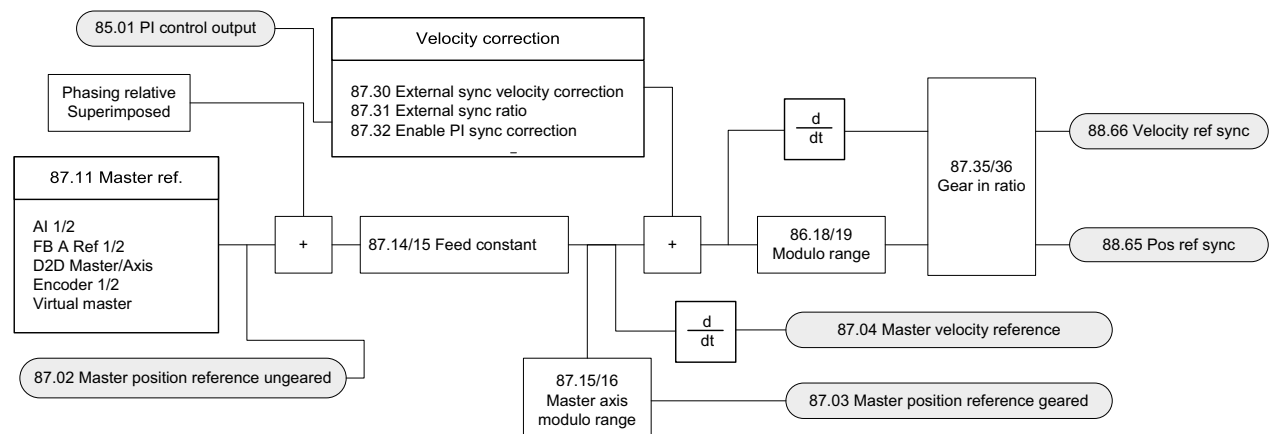 85.01 PI control output
Velocity correction
87.30 External sync velocity correction
87.31 External sync ratio
87.32 Enable PI sync correction
Phasing relative
Superimposed
d
dt
87.35/36
Gear in ratio
88.66 Velocity ref sync
87.11 Master ref.
AI 1/2
FB A Ref 1/2
D2D Master/Axis
Encoder 1/2
Virtual master
+
87.14/15 Feed constant
+
86.18/19
Modulo range
88.65 Pos ref sync
d
dt
87.04 Master velocity reference
87.02 Master position reference ungeared
87.15/16
Master axis
modulo range
87.03 Master position reference geared